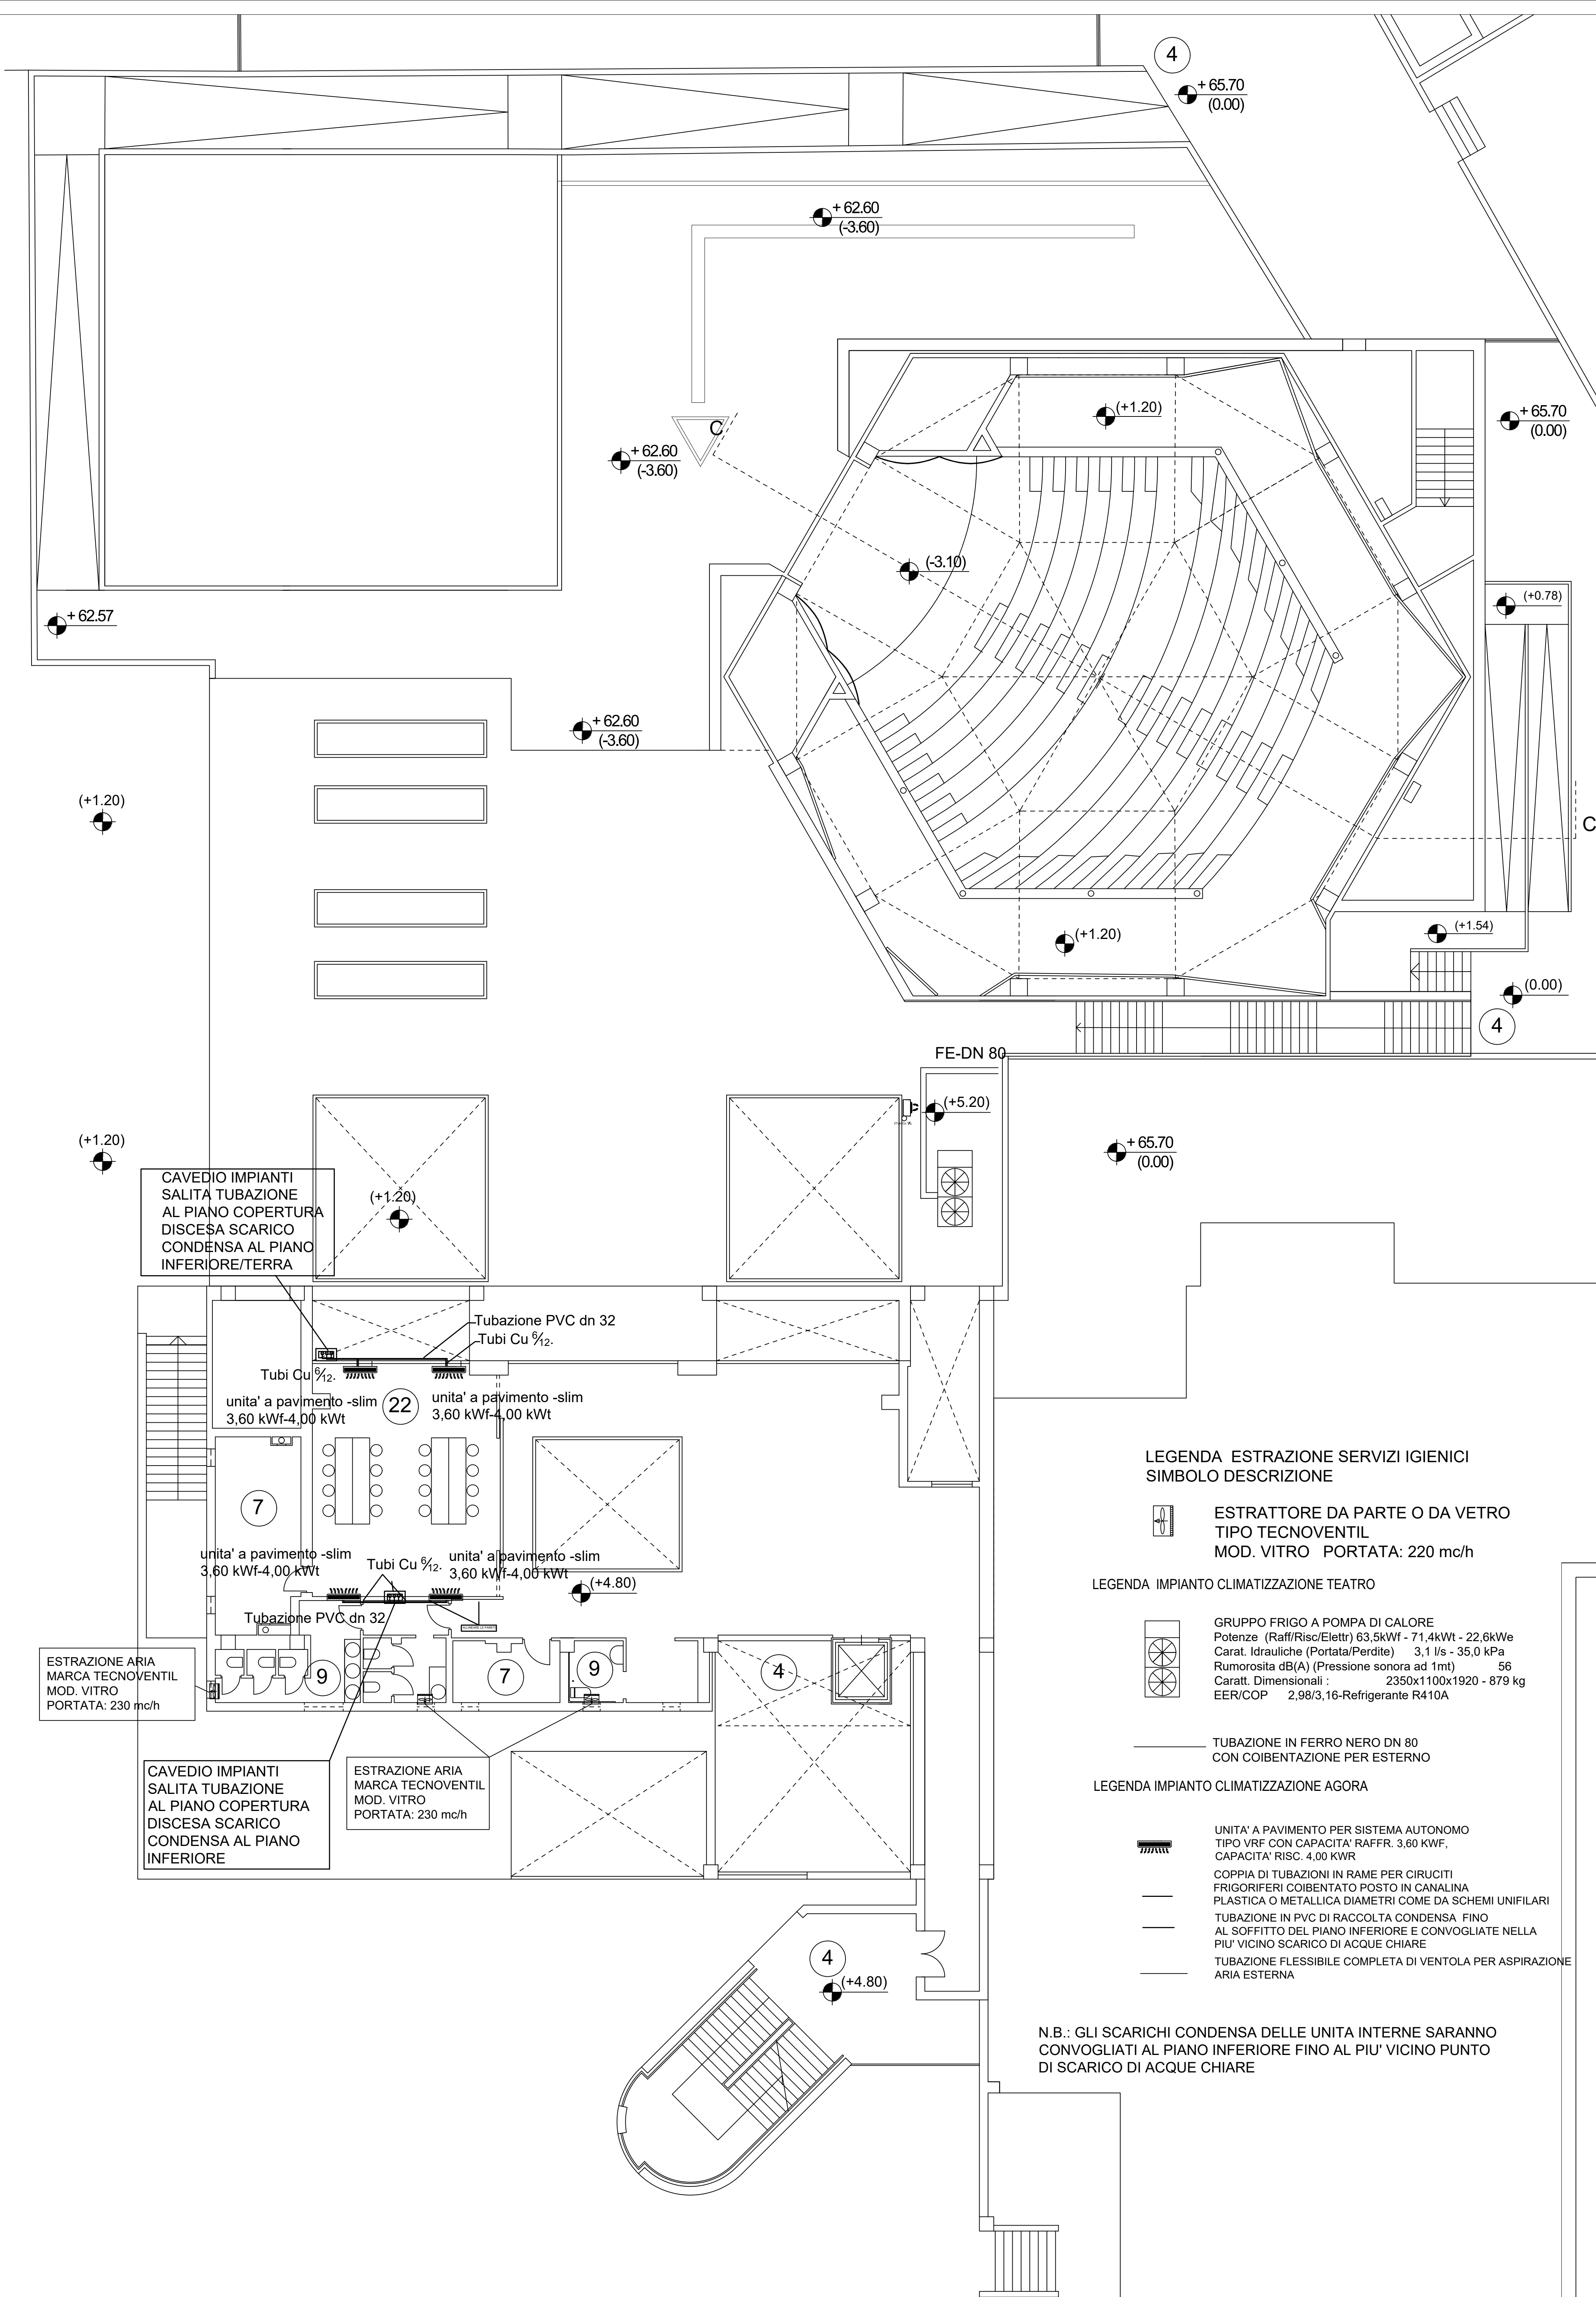 4
+ 65.70
(0.00)
+ 62.60
(-3.60)
C
+ 62.60
(-3.60)
(+1.20)
+ 65.70
(0.00)
(-3.10)
(+0.78)
+ 62.57
+ 62.60
(-3.60)
(+1.20)
C
(+1.20)
(+1.54)
(0.00)
4
FE-DN 80
(+5.20)
(+1.20)
+ 65.70
(0.00)
CAVEDIO IMPIANTI
SALITA TUBAZIONE
AL PIANO COPERTURA
DISCESA SCARICO
CONDENSA AL PIANO
INFERIORE/TERRA
(+1.20)
Tubazione PVC dn 32
Tubi Cu 6/12.
Tubi Cu 6/12.
unita' a pavimento -slim
3,60 kWf-4,00 kWt
22
unita' a pavimento -slim
3,60 kWf-4,00 kWt
7
unita' a pavimento -slim
3,60 kWf-4,00 kWt
Tubi Cu 6/12.
unita' a pavimento -slim
3,60 kWf-4,00 kWt
(+4.80)
Tubazione PVC dn 32
ESTRAZIONE ARIA
MARCA TECNOVENTIL
MOD. VITRO
PORTATA: 230 mc/h
9
7
9
4
CAVEDIO IMPIANTI
SALITA TUBAZIONE
AL PIANO COPERTURA
DISCESA SCARICO
CONDENSA AL PIANO
INFERIORE
ESTRAZIONE ARIA
MARCA TECNOVENTIL
MOD. VITRO
PORTATA: 230 mc/h
4
(+4.80)
LEGENDA ESTRAZIONE SERVIZI IGIENICI
SIMBOLO DESCRIZIONE
ESTRATTORE DA PARTE O DA VETRO
TIPO TECNOVENTIL
MOD. VITRO PORTATA: 220 mc/h
LEGENDA IMPIANTO CLIMATIZZAZIONE TEATRO
GRUPPO FRIGO A POMPA DI CALORE
Potenze (Raff/Risc/Elettr) 63,5kWf - 71,4kWt - 22,6kWe
Carat. Idrauliche (Portata/Perdite) 3,1 l/s - 35,0 kPa
Rumorosita dB(A) (Pressione sonora ad 1mt) 56
Caratt. Dimensionali : 2350x1100x1920 - 879 kg
EER/COP 2,98/3,16-Refrigerante R410A
TUBAZIONE IN FERRO NERO DN 80
CON COIBENTAZIONE PER ESTERNO
LEGENDA IMPIANTO CLIMATIZZAZIONE AGORA
UNITA' A PAVIMENTO PER SISTEMA AUTONOMO
TIPO VRF CON CAPACITA' RAFFR. 3,60 KWF,
CAPACITA' RISC. 4,00 KWR
COPPIA DI TUBAZIONI IN RAME PER CIRUCITI
FRIGORIFERI COIBENTATO POSTO IN CANALINA
PLASTICA O METALLICA DIAMETRI COME DA SCHEMI UNIFILARI
TUBAZIONE IN PVC DI RACCOLTA CONDENSA FINO
AL SOFFITTO DEL PIANO INFERIORE E CONVOGLIATE NELLA
PIU' VICINO SCARICO DI ACQUE CHIARE
TUBAZIONE FLESSIBILE COMPLETA DI VENTOLA PER ASPIRAZIONE
ARIA ESTERNA
N.B.: GLI SCARICHI CONDENSA DELLE UNITA INTERNE SARANNO
CONVOGLIATI AL PIANO INFERIORE FINO AL PIU' VICINO PUNTO
DI SCARICO DI ACQUE CHIARE